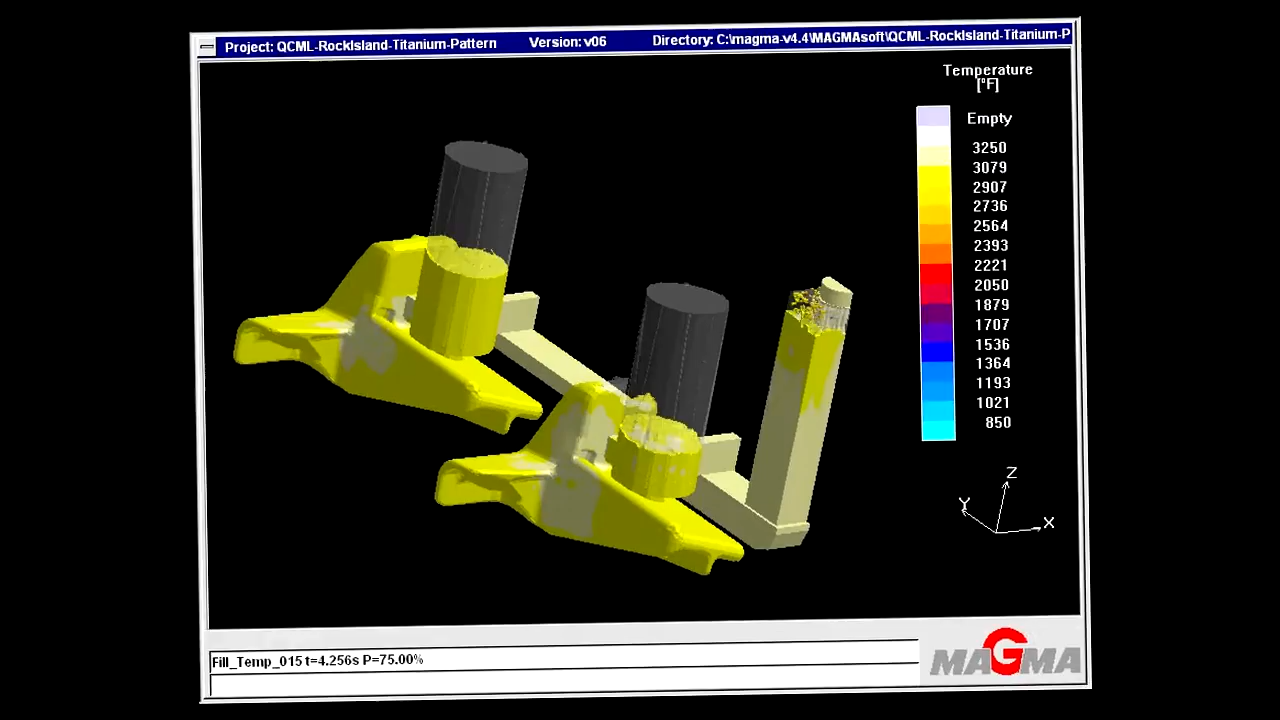 Project: QCML-RockIsland-Titanium-Pattern Version: v06 Directory: C:\magma-v4.4\MAGMAsoft\QCML-RockIsland-Titanium-P
Temperature
[°F]
Empty
3250
3079
2907
2736
2564
2393
2221
2050
1879
1707
1536
1364
1193
1021
850
Z
Y
X
Fill_Temp_015 t=4.256s P=75.00%
MAGMA